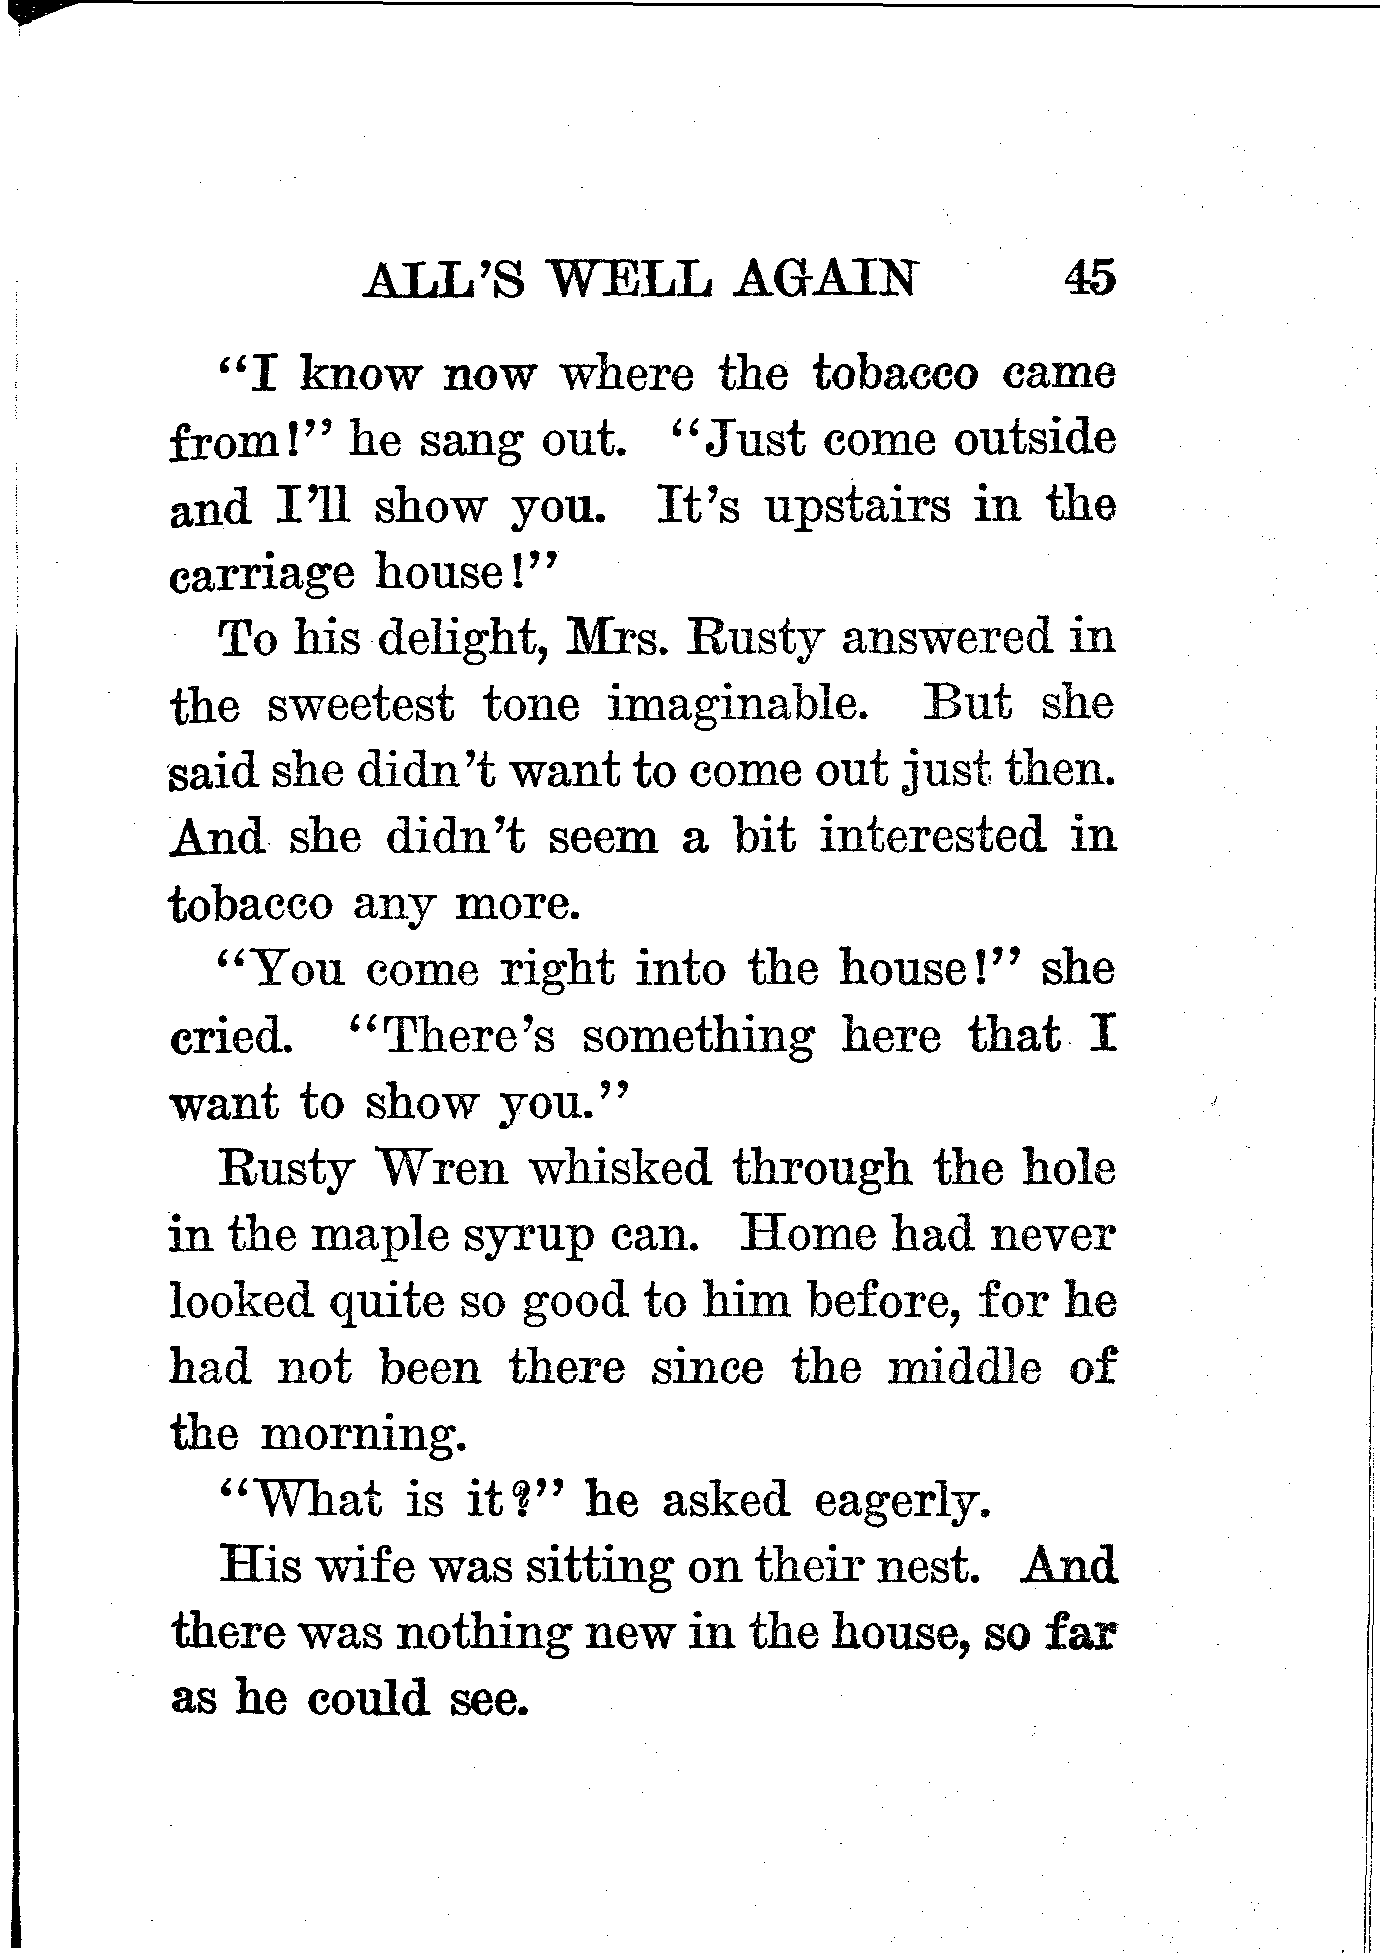 ALL'S WELL AGAIN 45
"I know now where the tobacco came
from!" he sang out. "Just come outside
and I'll show you. It's upstairs in the
carriage house!"
To his delight, Mrs. Rusty answered in
the sweetest tone imaginable. But she
said she didn't want to come out just then.
And she didn't seem a bit interested in
tobacco any more.
"You come right into the house!" she
cried. "There's something here that I
want to show you."
Rusty Wren whisked through the hole
in the maple syrup can. Home had never
looked quite so good to him before, for he
had not been there since the middle of
the morning.
"What is it?" he asked eagerly.
His wife was sitting on their nest. And
there was nothing new in the house, so far
as he could see.